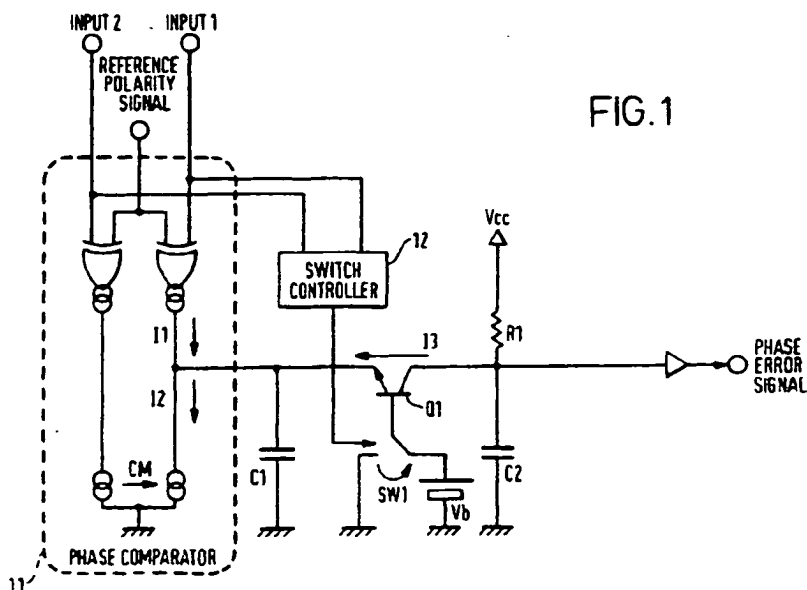 INPUT 2
INPUT 1
REFERENCE
POLARITY
SIGNAL
FIG.1
12
Vcc
SWITCH
CONTROLLER
R1
I1
I3
PHASE
ERROR
SIGNAL
I2
Q1
CM
C1
SW1
Vb
C2
PHASE COMPARATOR
11